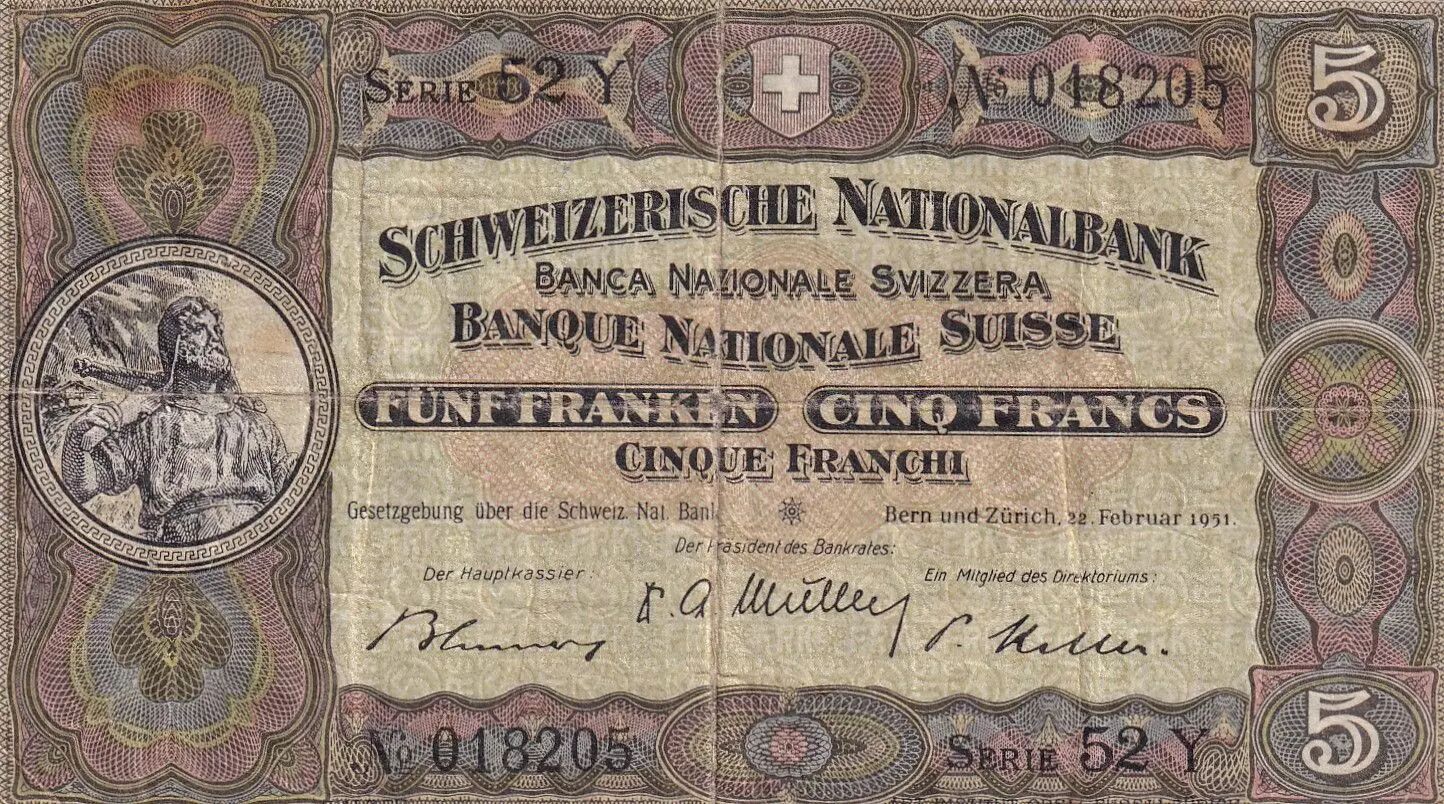 SERIE 52 Y
№ 018205
5
SCHWEIZERISCHE NATIONALBANK
BANCA NAZIONALE SVIZZERA
BANQUE NATIONALE SUISSE
FÜNF FRANKEN CINQ FRANCS
CINQUE FRANCHI
Gesetzgebung über die Schweiz. Nat. Bank.
Bern und Zürich, 22. Februar 1951.
Der Präsident des Bankrates:
Der Hauptkassier:
Ein Mitglied des Direktoriums:
Müller
№ 018205
SERIE 52 Y
5